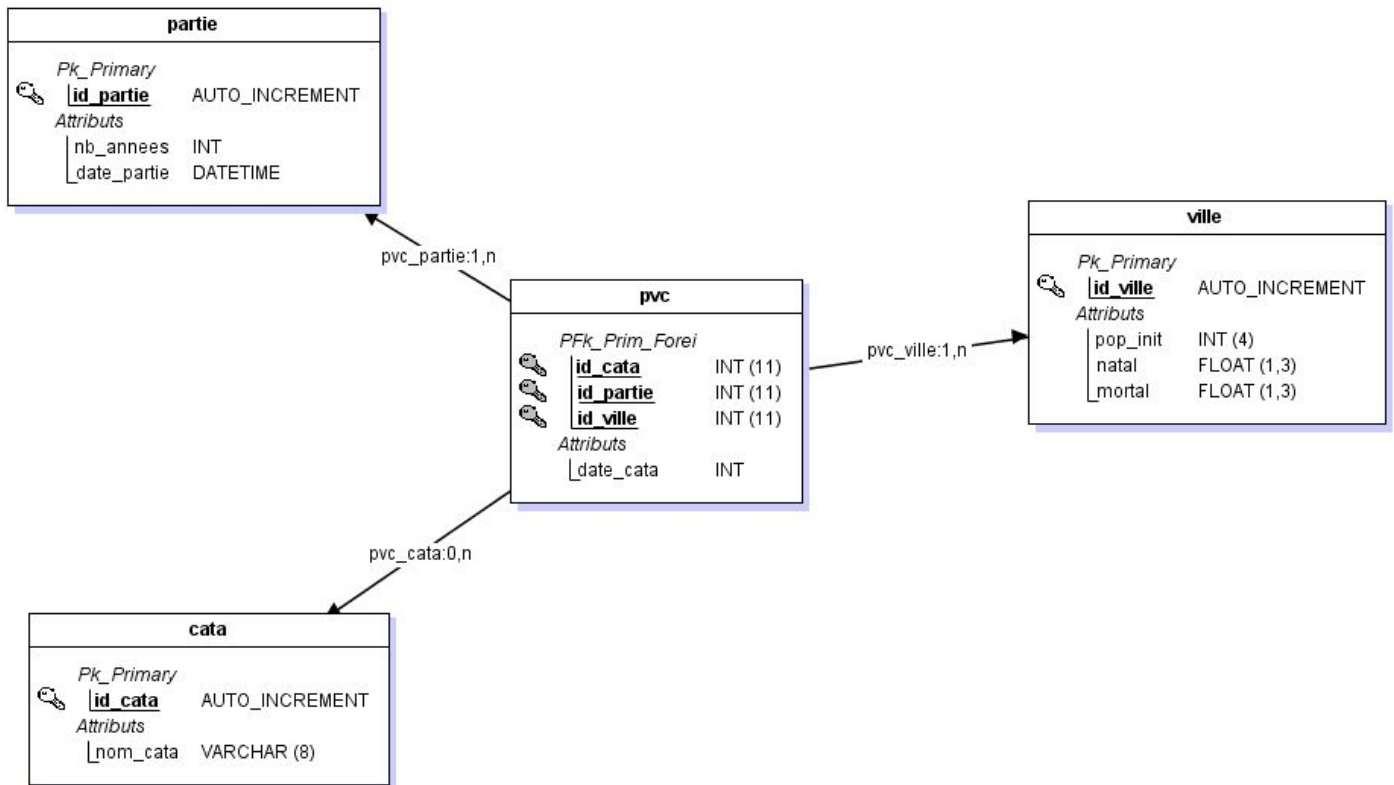 partie
Pk_Primary
id_partie AUTO_INCREMENT
Attributs
nb_annees INT
date_partie DATETIME
pvc_partie:1,n
ville
Pk_Primary
id_ville AUTO_INCREMENT
Attributs
pop_init INT (4)
natal FLOAT (1,3)
mortal FLOAT (1,3)
pvc
PFk_Prim_Forei
id_cata INT (11)
id_partie INT (11)
id_ville INT (11)
Attributs
date_cata INT
pvc_ville:1,n
pvc_cata:0,n
cata
Pk_Primary
id_cata AUTO_INCREMENT
Attributs
nom_cata VARCHAR (8)